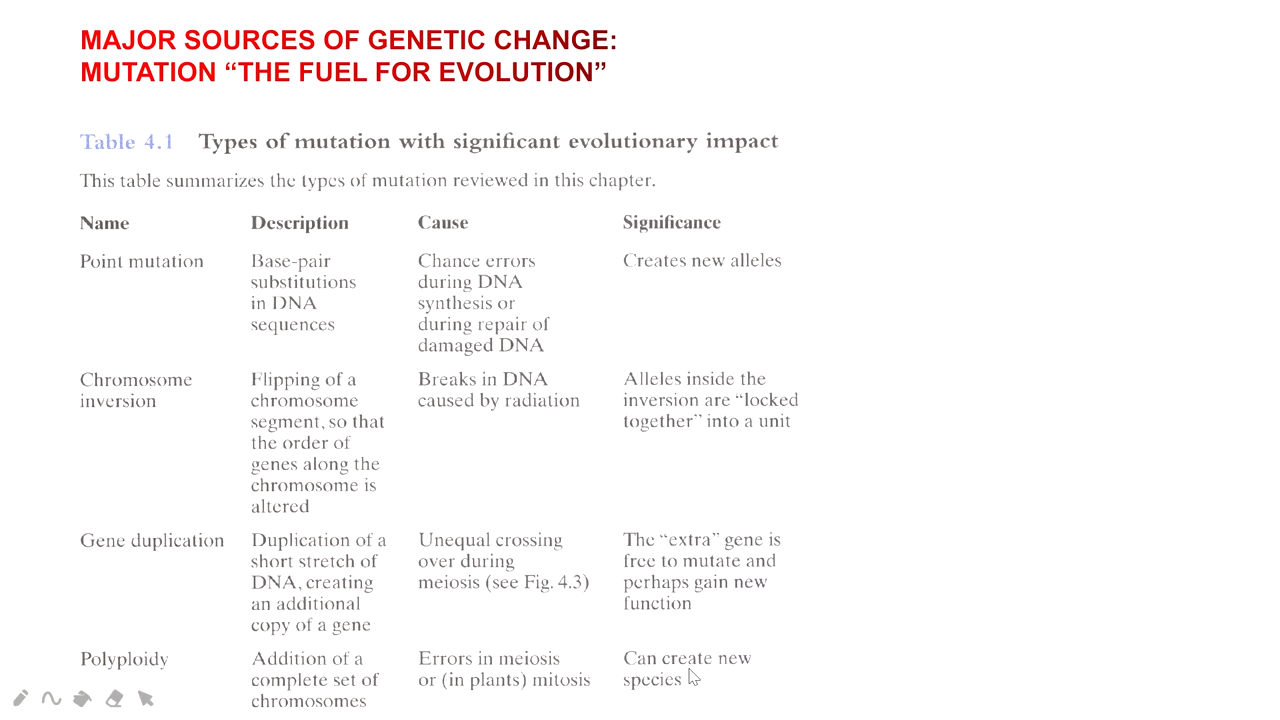 MAJOR SOURCES OF GENETIC CHANGE:
MUTATION “THE FUEL FOR EVOLUTION”
Table 4.1 Types of mutation with significant evolutionary impact
This table summarizes the types of mutation reviewed in this chapter.
Name Description Cause Significance
Point mutation Base-pair Chance errors Creates new alleles
substitutions during DNA
in DNA synthesis or
sequences during repair of
damaged DNA
Chromosome Flipping of a Breaks in DNA Alleles inside the
inversion chromosome caused by radiation inversion are “locked
segment, so that together” into a unit
the order of
genes along the
chromosome is
altered
Gene duplication Duplication of a Unequal crossing The “extra” gene is
short stretch of over during free to mutate and
DNA, creating meiosis (see Fig. 4.3) perhaps gain new
an additional function
copy of a gene
Polyploidy Addition of a Errors in meiosis Can create new
complete set of or (in plants) mitosis species
chromosomes